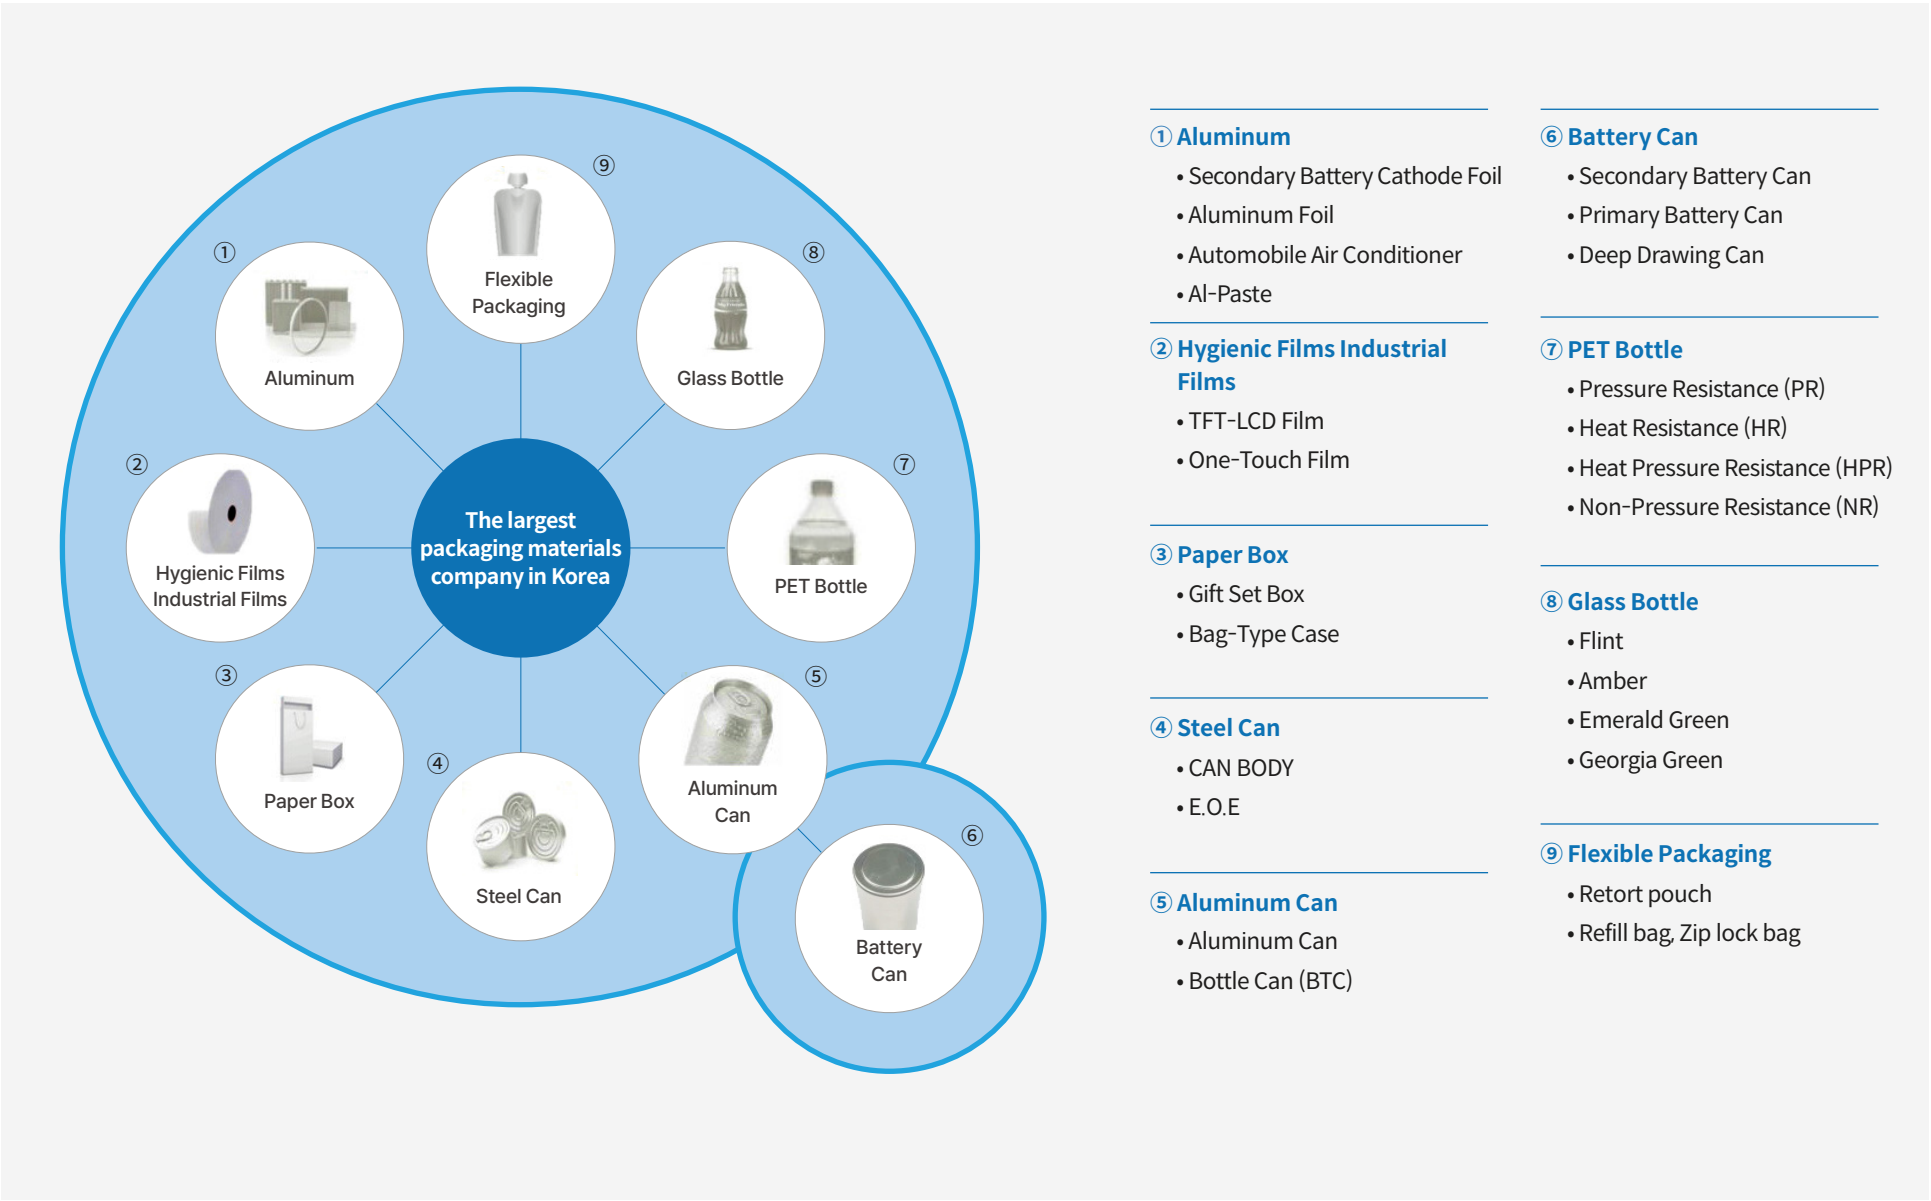 ⑨
Flexible
Packaging
①
Aluminum
⑧
Glass Bottle
②
Hygienic Films
Industrial Films
The largest
packaging materials
company in Korea
⑦
PET Bottle
③
Paper Box
④
Steel Can
⑤
Aluminum
Can
⑥
Battery
Can
① Aluminum
• Secondary Battery Cathode Foil
• Aluminum Foil
• Automobile Air Conditioner
• Al-Paste
② Hygienic Films Industrial
Films
• TFT-LCD Film
• One-Touch Film
③ Paper Box
• Gift Set Box
• Bag-Type Case
④ Steel Can
• CAN BODY
• E.O.E
⑤ Aluminum Can
• Aluminum Can
• Bottle Can (BTC)
⑥ Battery Can
• Secondary Battery Can
• Primary Battery Can
• Deep Drawing Can
⑦ PET Bottle
• Pressure Resistance (PR)
• Heat Resistance (HR)
• Heat Pressure Resistance (HPR)
• Non-Pressure Resistance (NR)
⑧ Glass Bottle
• Flint
• Amber
• Emerald Green
• Georgia Green
⑨ Flexible Packaging
• Retort pouch
• Refill bag, Zip lock bag